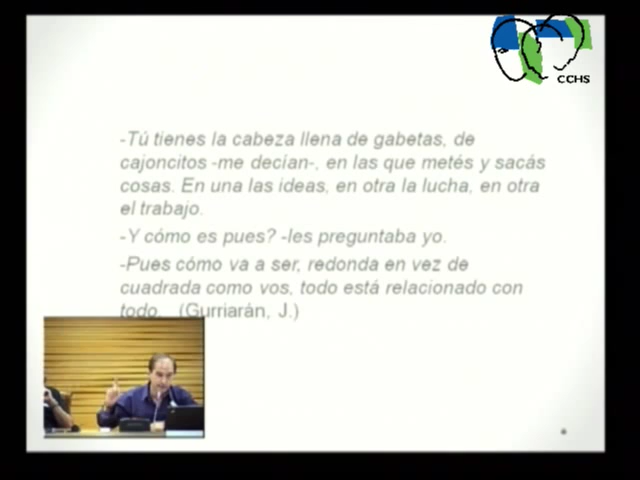 CCHS
-Tú tienes la cabeza llena de gabetas, de
cajoncitos -me decían-, en las que metés y sacás
cosas. En una las ideas, en otra la lucha, en otra
el trabajo.
-Y cómo es pues? -les preguntaba yo.
-Pues cómo va a ser, redonda en vez de
cuadrada como vos, todo está relacionado con
todo. (Gurriarán, J.)